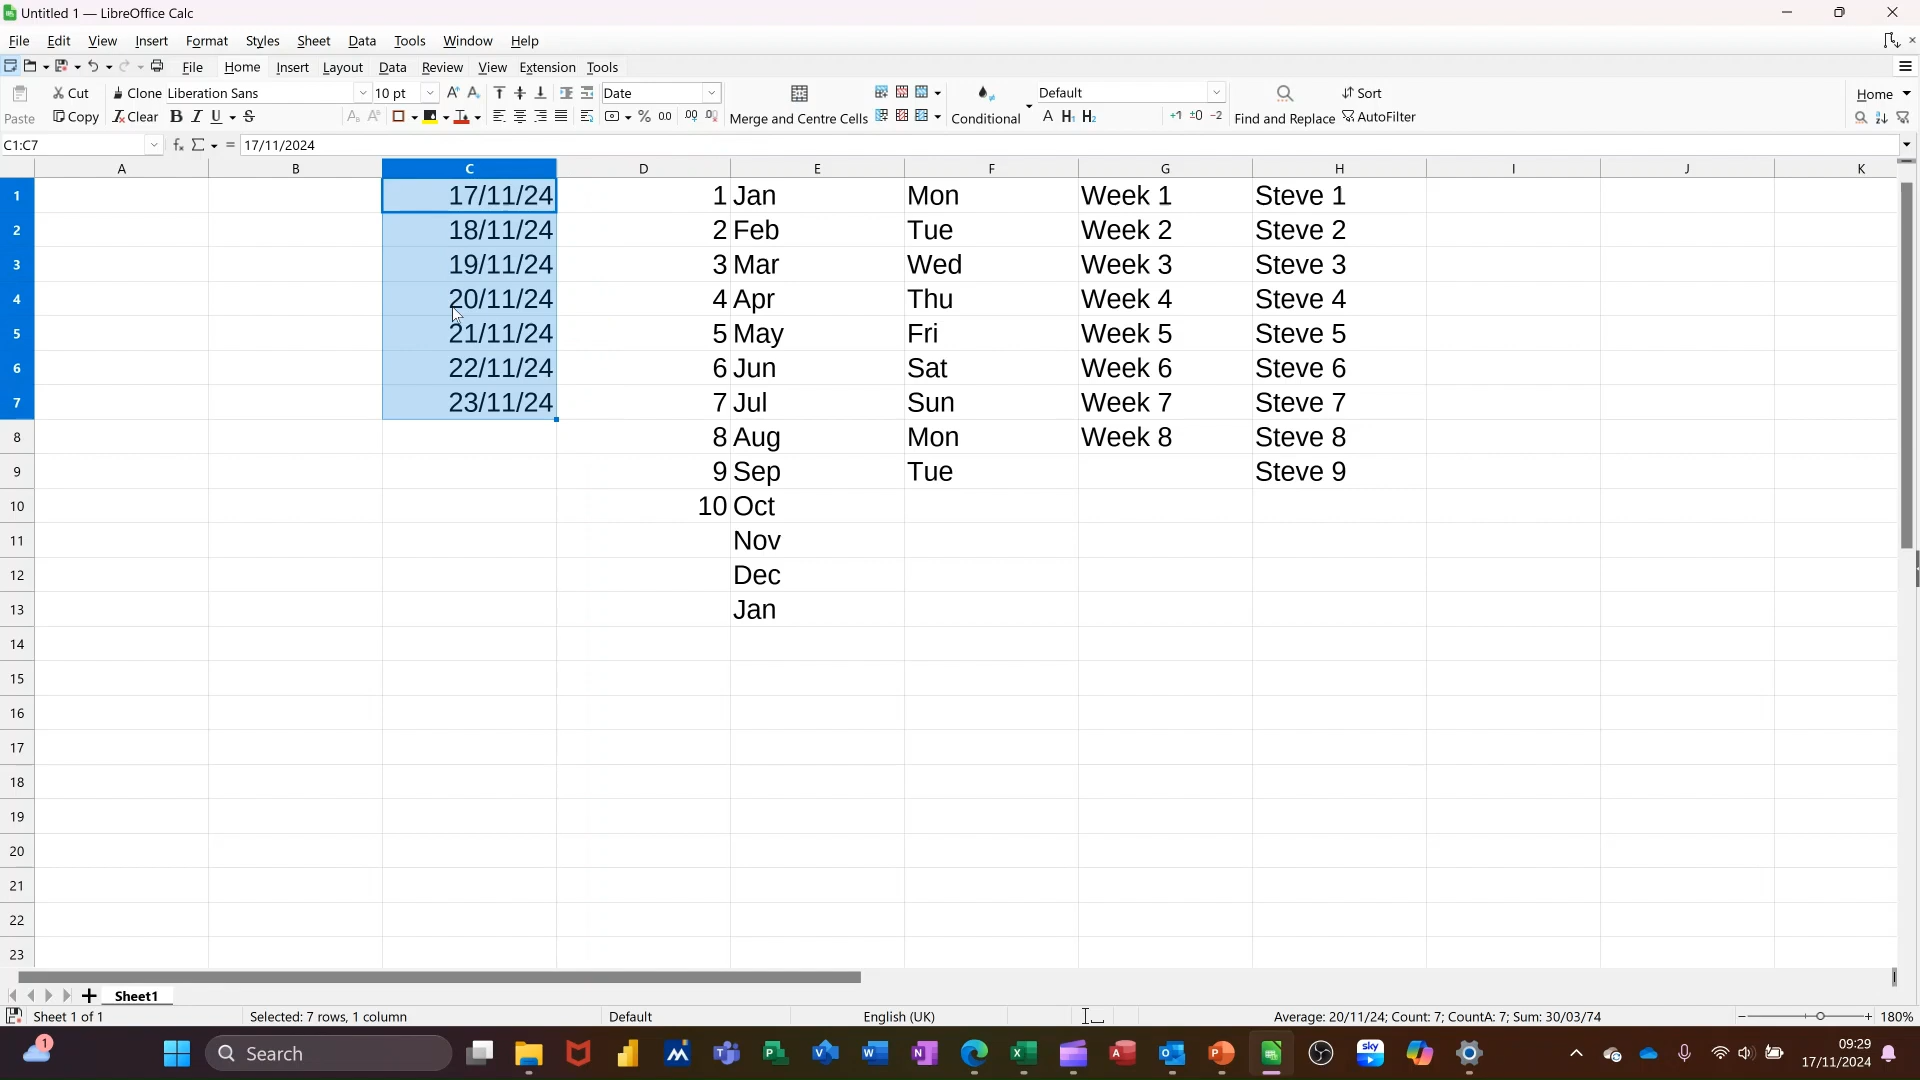 Untitled 1 — LibreOffice Calc
File Edit View Insert Format Styles Sheet Data Tools Window Help
File Home Insert Layout Data Review View Extension Tools
Cut Clone Liberation Sans 10 pt Date Default Sort Home
Paste Copy Clear Merge and Centre Cells Conditional Find and Replace AutoFilter
C1:C7 17/11/2024
A B C D E F G H I J K
1 17/11/24 1 Jan Mon Week 1 Steve 1
2 18/11/24 2 Feb Tue Week 2 Steve 2
3 19/11/24 3 Mar Wed Week 3 Steve 3
4 20/11/24 4 Apr Thu Week 4 Steve 4
5 21/11/24 5 May Fri Week 5 Steve 5
6 22/11/24 6 Jun Sat Week 6 Steve 6
7 23/11/24 7 Jul Sun Week 7 Steve 7
8 8 Aug Mon Week 8 Steve 8
9 9 Sep Tue Steve 9
10 10 Oct
11 Nov
12 Dec
13 Jan
14
15
16
17
18
19
20
21
22
23
Sheet1
Sheet 1 of 1 Selected: 7 rows, 1 column Default English (UK) Average: 20/11/24; Count: 7; CountA: 7; Sum: 30/03/74 180%
Search 09:29
17/11/2024